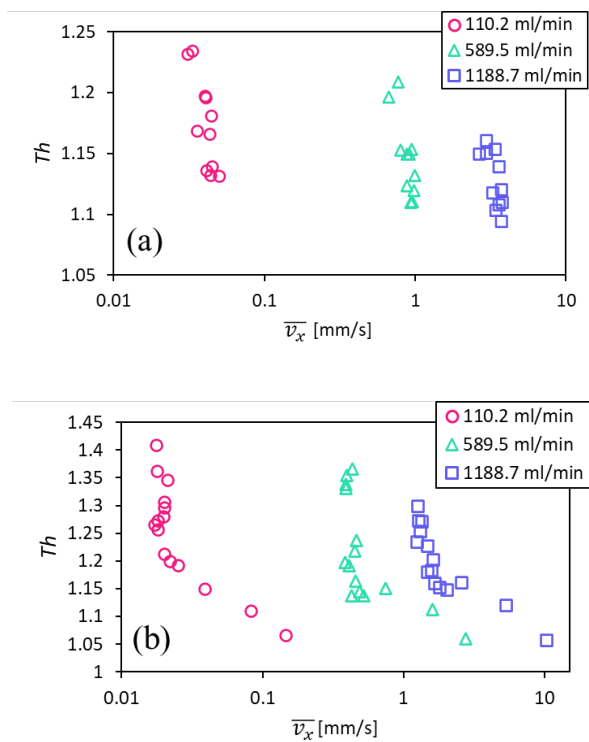 110.2 ml/min
589.5 ml/min
1188.7 ml/min
1.25
1.2
1.15
1.1
1.05
Th
(a)
0.01 0.1 1 10
v̅x̅ [mm/s]
110.2 ml/min
589.5 ml/min
1188.7 ml/min
1.45
1.4
1.35
1.3
1.25
1.2
1.15
1.1
1.05
1
Th
(b)
0.01 0.1 1 10
v̅x̅ [mm/s]